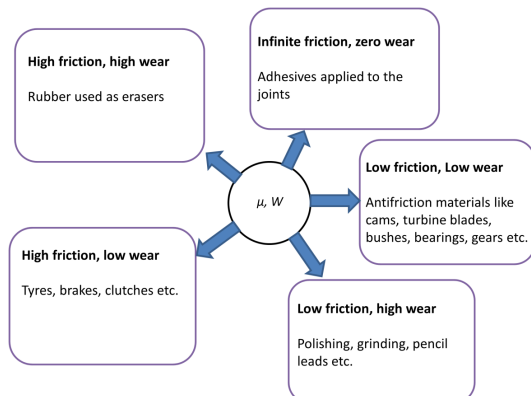 High friction, high wear
Rubber used as erasers
Infinite friction, zero wear
Adhesives applied to the
joints
μ, W
Low friction, Low wear
Antifriction materials like
cams, turbine blades,
bushes, bearings, gears etc.
High friction, low wear
Tyres, brakes, clutches etc.
Low friction, high wear
Polishing, grinding, pencil
leads etc.